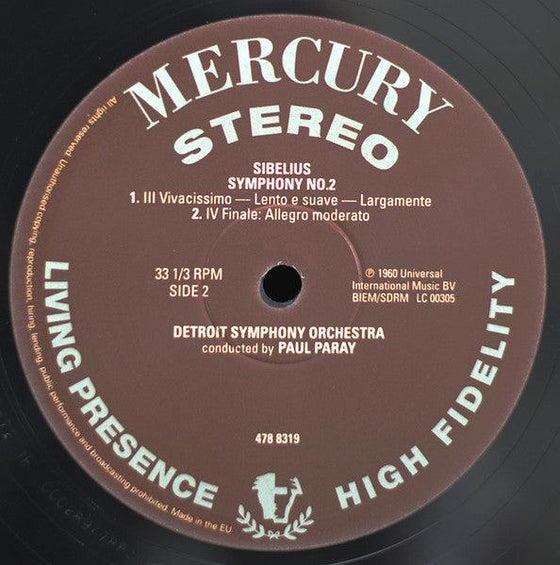 MERCURY
STEREO
SIBELIUS
SYMPHONY NO.2
1. III Vivacissimo — Lento e suave — Largamente
2. IV Finale: Allegro moderato
33 1/3 RPM
SIDE 2
℗ 1960 Universal
International Music BV
BIEM/SDRM LC 00305
DETROIT SYMPHONY ORCHESTRA
conducted by PAUL PARAY
478 8319
LIVING PRESENCE
HIGH FIDELITY
All rights reserved. Unauthorised copying, reproduction, hiring, lending, public performance and broadcasting prohibited. Made in the EU